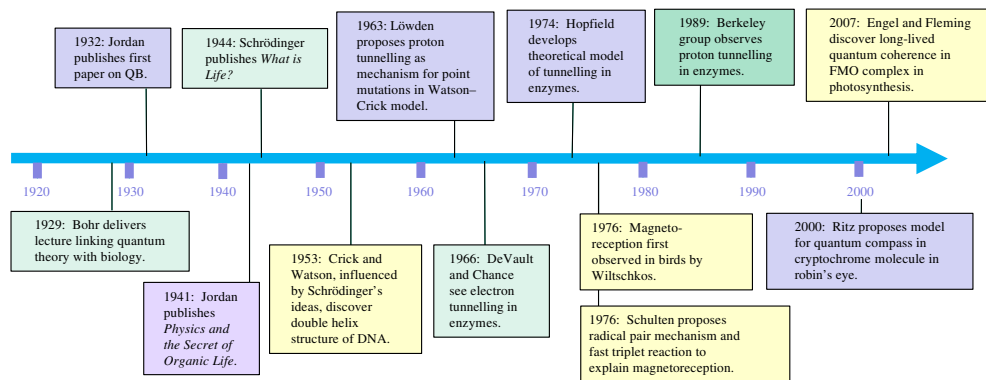 1932: Jordan
publishes first
paper on QB.
1944: Schrödinger
publishes What is
Life?
1963: Löwden
proposes proton
tunnelling as
mechanism for point
mutations in Watson–
Crick model.
1974: Hopfield
develops
theoretical model
of tunnelling in
enzymes.
1989: Berkeley
group observes
proton tunnelling
in enzymes.
2007: Engel and Fleming
discover long-lived
quantum coherence in
FMO complex in
photosynthesis.
1920 1930 1940 1950 1960 1970 1980 1990 2000
1929: Bohr delivers
lecture linking quantum
theory with biology.
1941: Jordan
publishes
Physics and
the Secret of
Organic Life.
1953: Crick and
Watson, influenced
by Schrödinger's
ideas, discover
double helix
structure of DNA.
1966: DeVault
and Chance
see electron
tunnelling in
enzymes.
1976: Magneto-
reception first
observed in birds by
Wiltschkos.
1976: Schulten proposes
radical pair mechanism and
fast triplet reaction to
explain magnetoreception.
2000: Ritz proposes model
for quantum compass in
cryptochrome molecule in
robin's eye.